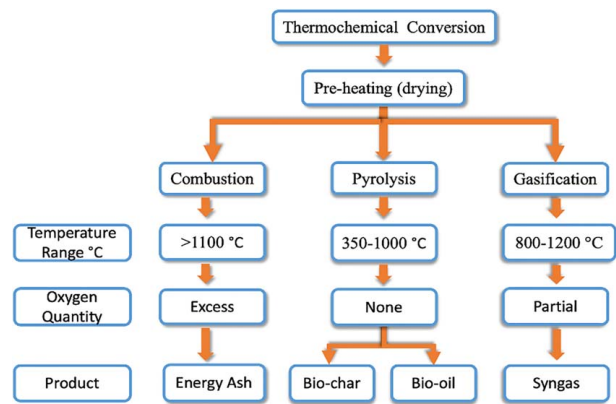 Thermochemical Conversion
Pre-heating (drying)
Combustion
Pyrolysis
Gasification
Temperature
Range °C
>1100 °C
350-1000 °C
800-1200 °C
Oxygen
Quantity
Excess
None
Partial
Product
Energy Ash
Bio-char
Bio-oil
Syngas